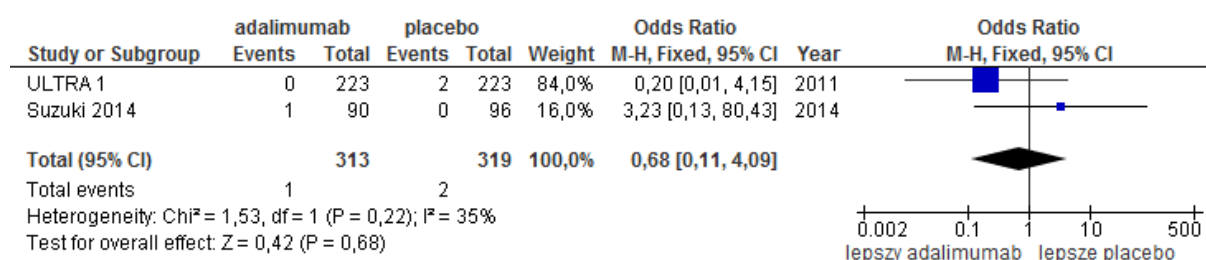 adalimumab placebo Odds Ratio Odds Ratio
Study or Subgroup Events Total Events Total Weight M-H, Fixed, 95% CI Year M-H, Fixed, 95% CI
ULTRA 1 0 223 2 223 84,0% 0,20 [0,01, 4,15] 2011
Suzuki 2014 1 90 0 96 16,0% 3,23 [0,13, 80,43] 2014
Total (95% CI) 313 319 100,0% 0,68 [0,11, 4,09]
Total events 1 2
Heterogeneity: Chi² = 1,53, df = 1 (P = 0,22); I² = 35%
Test for overall effect: Z = 0,42 (P = 0,68)
0.002 0.1 1 10 500
lepszy adalimumab lepsze placebo